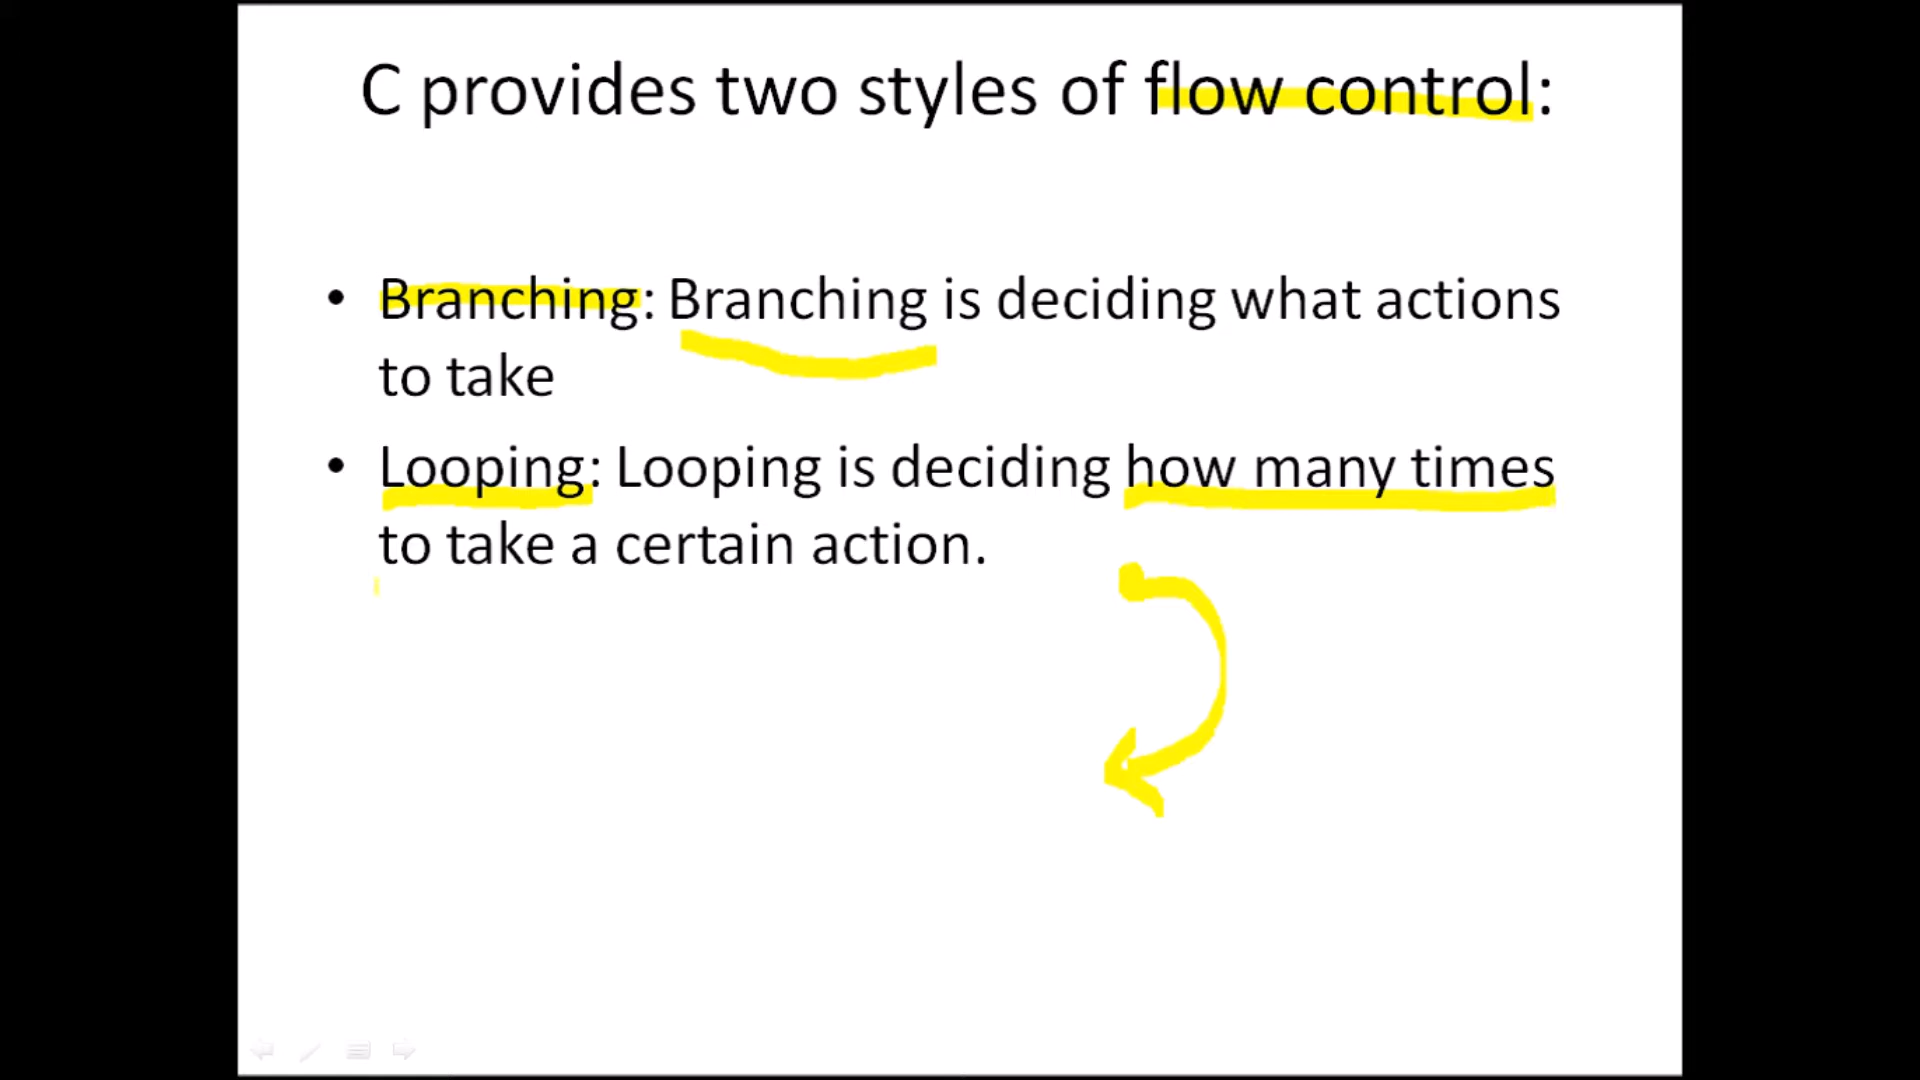 C provides two styles of flow control:
• Branching: Branching is deciding what actions
to take
• Looping: Looping is deciding how many times
to take a certain action.